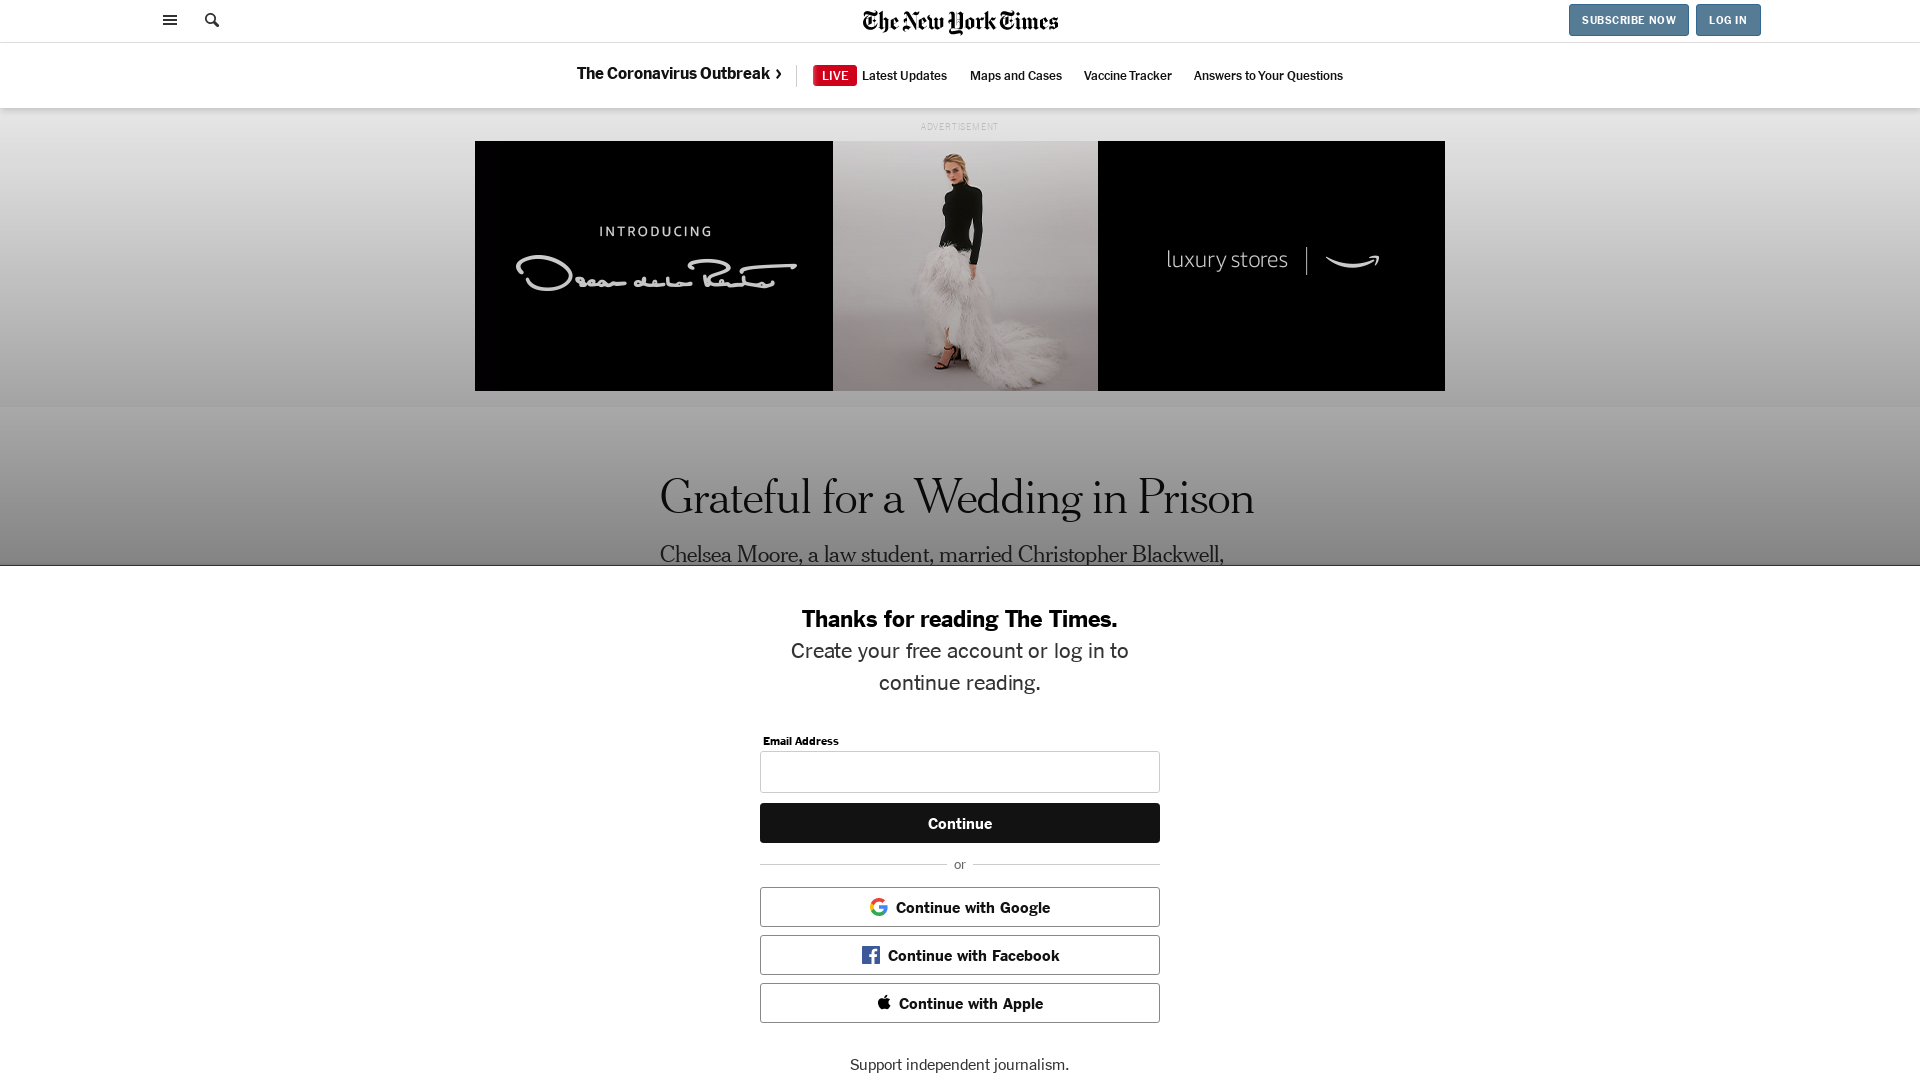 The New York Times
SUBSCRIBE NOW
LOG IN
The Coronavirus Outbreak ›
LIVE Latest Updates
Maps and Cases
Vaccine Tracker
Answers to Your Questions
ADVERTISEMENT
INTRODUCING
Oscar de la Renta
luxury stores
Grateful for a Wedding in Prison
Chelsea Moore, a law student, married Christopher Blackwell,
Thanks for reading The Times.
Create your free account or log in to
continue reading.
Email Address
Continue
or
Continue with Google
Continue with Facebook
Continue with Apple
Support independent journalism.